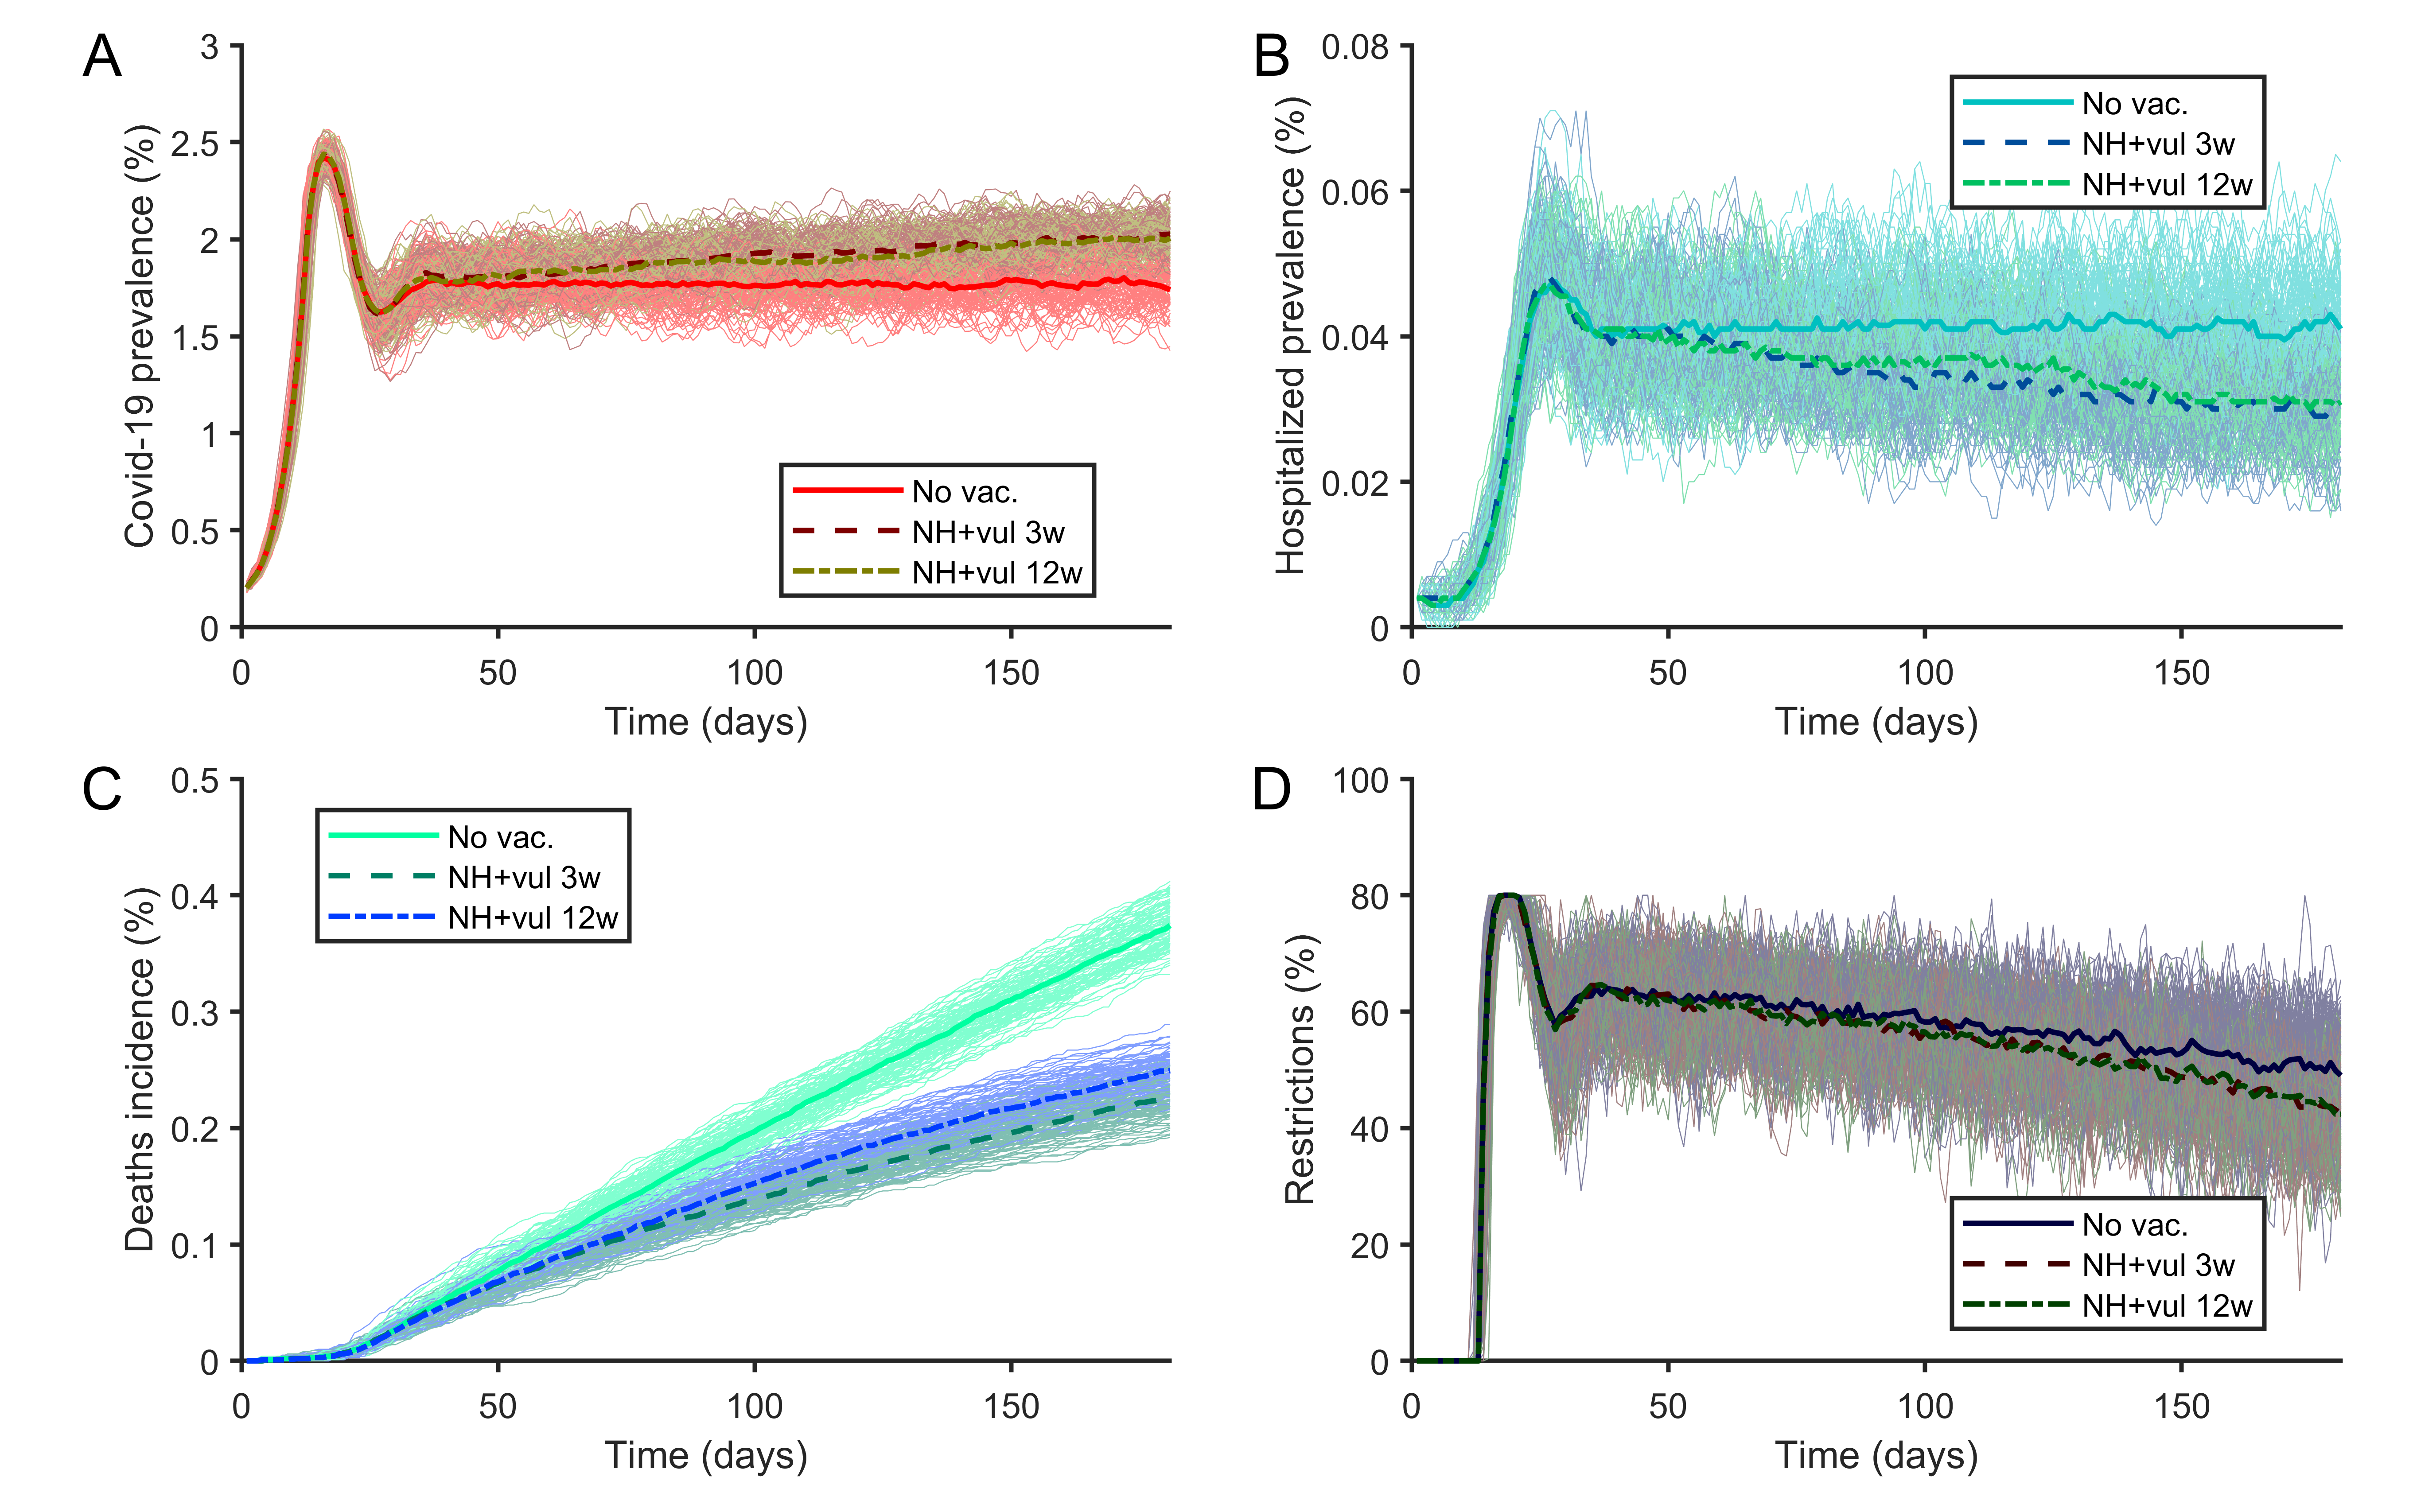 A
Covid-19 prevalence (%)
3
2.5
2
1.5
1
0.5
0
0
50
100
150
Time (days)
No vac.
NH+vul 3w
NH+vul 12w
B
Hospitalized prevalence (%)
0.08
0.06
0.04
0.02
0
0
50
100
150
Time (days)
No vac.
NH+vul 3w
NH+vul 12w
C
Deaths incidence (%)
0.5
0.4
0.3
0.2
0.1
0
0
50
100
150
Time (days)
No vac.
NH+vul 3w
NH+vul 12w
D
Restrictions (%)
100
80
60
40
20
0
0
50
100
150
Time (days)
No vac.
NH+vul 3w
NH+vul 12w